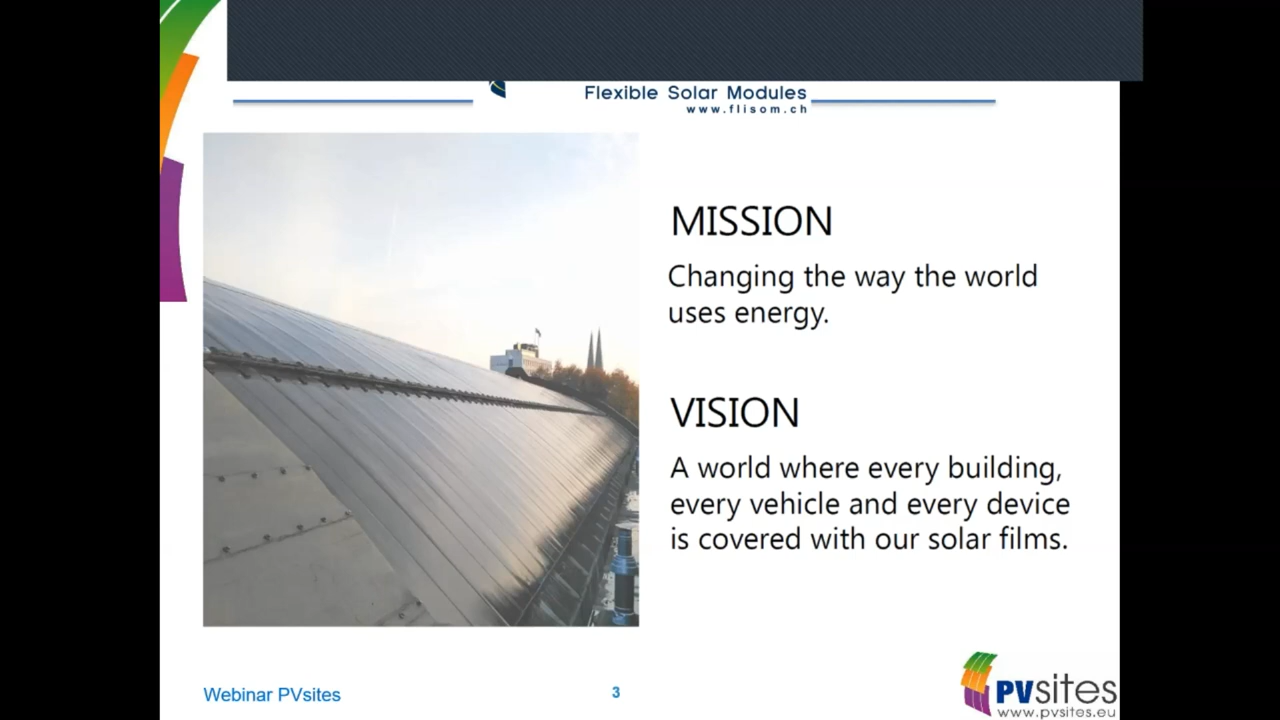 Flexible Solar Modules
www.flisom.ch
MISSION
Changing the way the world
uses energy.
VISION
A world where every building,
every vehicle and every device
is covered with our solar films.
Webinar PVsites
3
PVsites
www.pvsites.eu